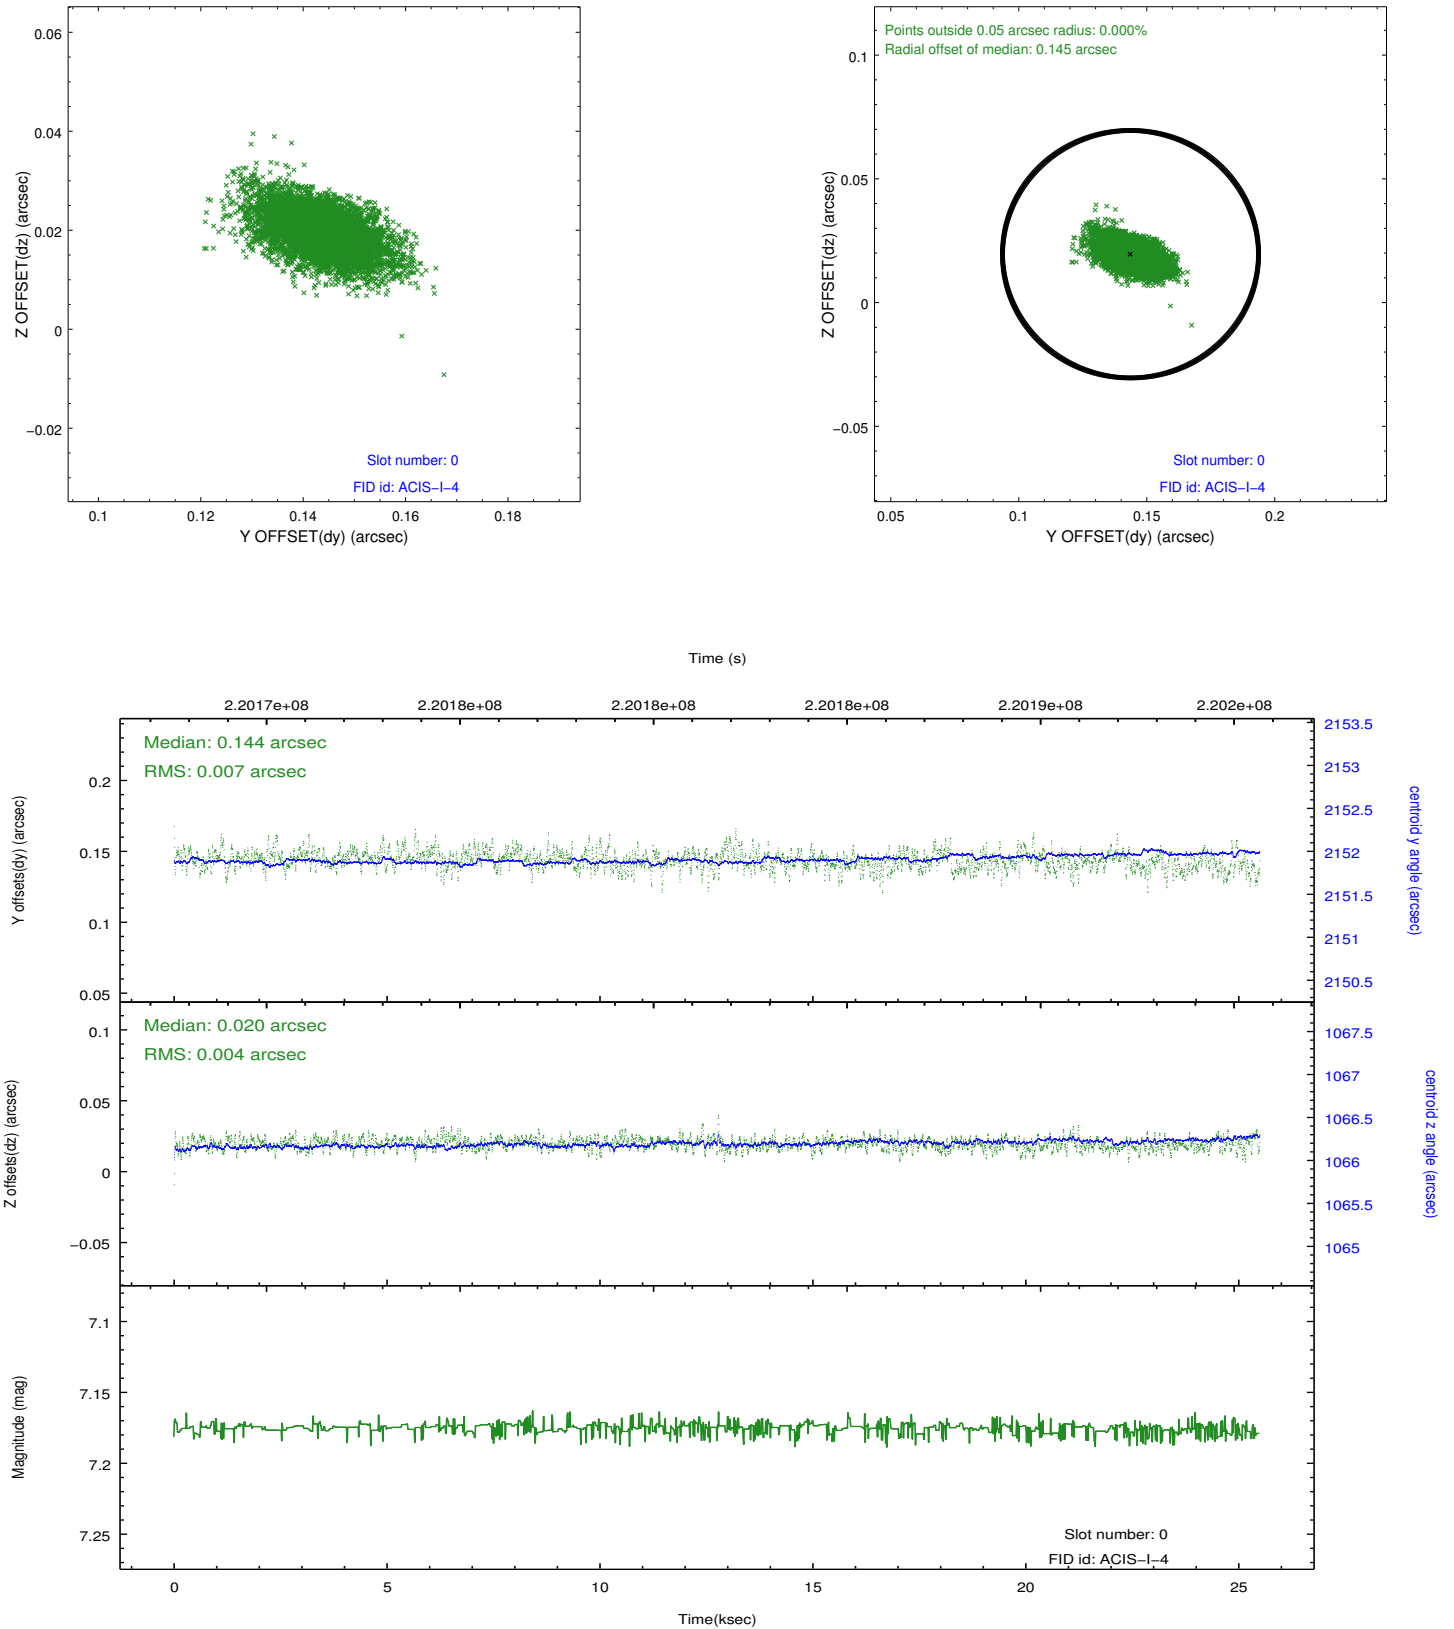 0.06
0.04
0.02
0
−0.02
Z OFFSET(dz) (arcsec)
Slot number: 0
FID id: ACIS−I−4
0.1 0.12 0.14 0.16 0.18
Y OFFSET(dy) (arcsec)
Points outside 0.05 arcsec radius: 0.000%
Radial offset of median: 0.145 arcsec
0.1
0.05
0
−0.05
Z OFFSET(dz) (arcsec)
Slot number: 0
FID id: ACIS−I−4
0.05 0.1 0.15 0.2
Y OFFSET(dy) (arcsec)
Time (s)
2.2017e+08 2.2018e+08 2.2018e+08 2.2018e+08 2.2019e+08 2.202e+08
Median: 0.144 arcsec
RMS: 0.007 arcsec
0.2
0.15
0.1
0.05
Y offsets(dy) (arcsec)
2153.5
2153
2152.5
2152
2151.5
2151
2150.5
centroid y angle (arcsec)
Median: 0.020 arcsec
RMS: 0.004 arcsec
0.1
0.05
0
−0.05
Z offsets(dz) (arcsec)
1067.5
1067
1066.5
1066
1065.5
1065
centroid z angle (arcsec)
7.1
7.15
7.2
7.25
Magnitude (mag)
Slot number: 0
FID id: ACIS−I−4
0 5 10 15 20 25
Time(ksec)